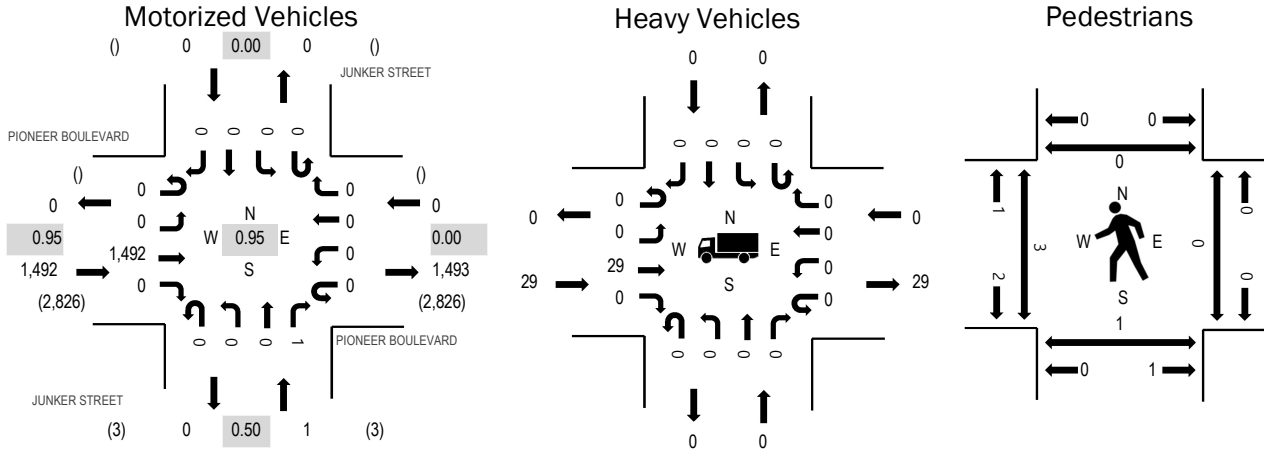 Motorized Vehicles
Heavy Vehicles
Pedestrians
() 0 0.00 0 ()
JUNKER STREET
PIONEER BOULEVARD
0 0 0 0
() ()
0 0
0 0
0 0
0.95 0.00
N
W 0.95 E
S
1,492 1,492 0 1,493
0 0
(2,826) (2,826)
0 0 0 1
PIONEER BOULEVARD
JUNKER STREET
(3) 0 0.50 1 (3)
0 0
0 0 0 0
0 0
0 0 0 0
N
W E
S
29 29 0 29
0 0
0 0 0 0
0 0
0 0
0
N
1 3 W E 0 0
2 S 0
1
0 1